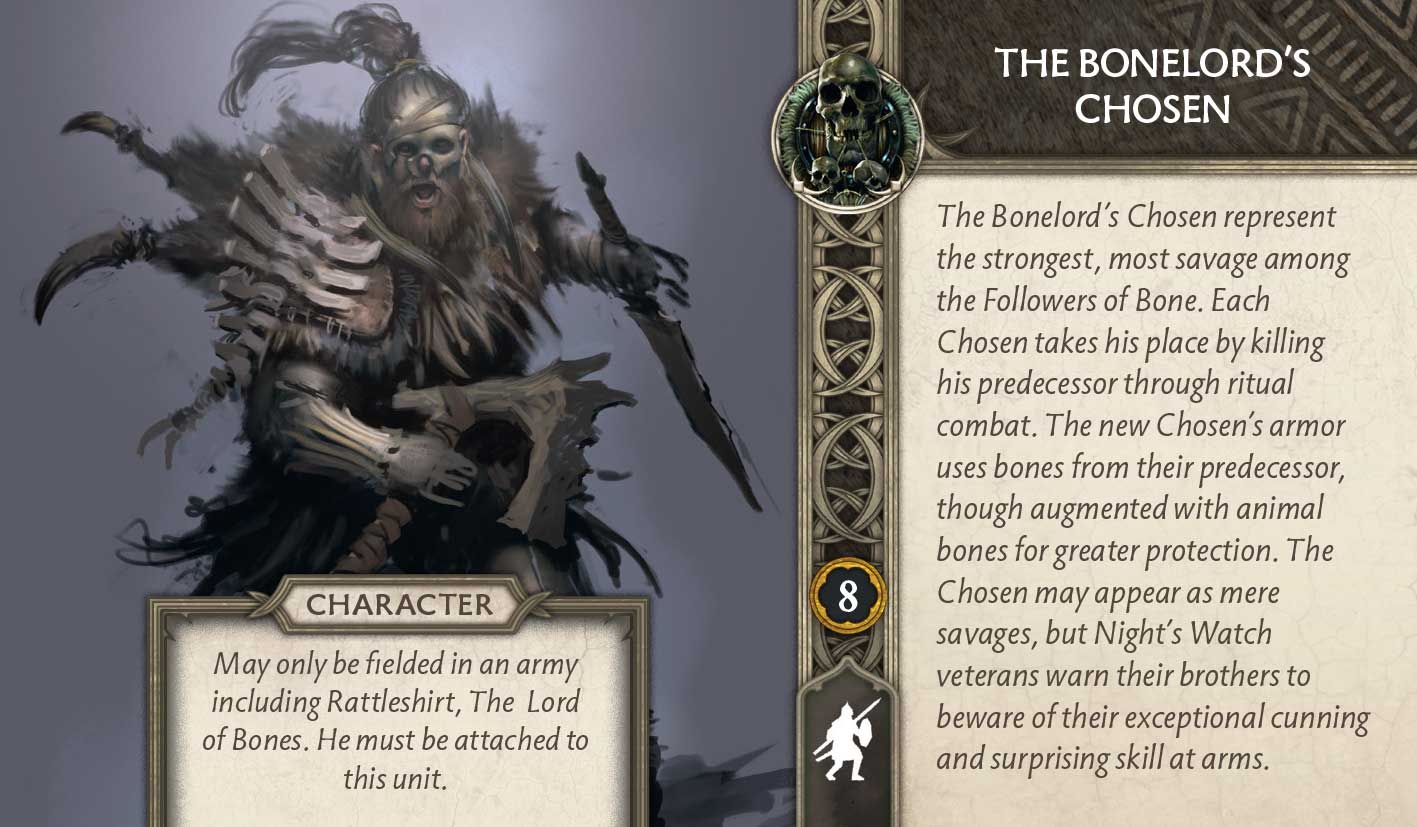 THE BONELORD'S
CHOSEN
The Bonelord's Chosen represent
the strongest, most savage among
the Followers of Bone. Each
Chosen takes his place by killing
his predecessor through ritual
combat. The new Chosen's armor
uses bones from their predecessor,
though augmented with animal
bones for greater protection. The
Chosen may appear as mere
savages, but Night's Watch
veterans warn their brothers to
beware of their exceptional cunning
and surprising skill at arms.
8
CHARACTER
May only be fielded in an army
including Rattleshirt, The Lord
of Bones. He must be attached to
this unit.